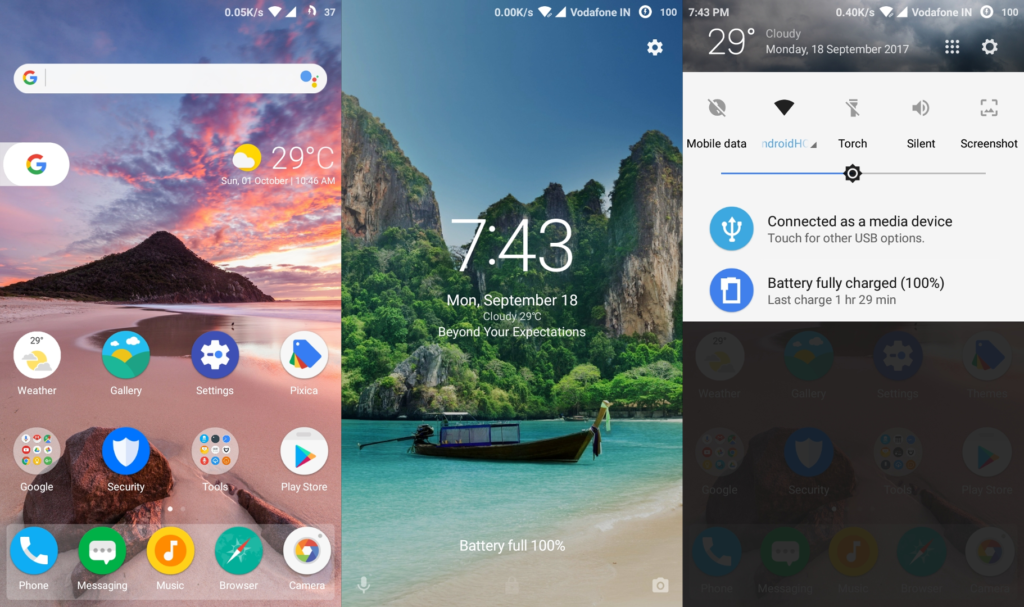 0.05K/s 37
29°C
Sun, 01 October | 10:46 AM
29°
Weather
Gallery
Settings
Pixica
Google
Security
Tools
Play Store
Phone
Messaging
Music
Browser
Camera
0.00K/s Vodafone IN 100
7:43
Mon, September 18
Cloudy 29°C
Beyond Your Expectations
Battery full 100%
7:43 PM 0.40K/s Vodafone IN 100
29° Cloudy
Monday, 18 September 2017
Mobile data
ndroidH
Torch
Silent
Screenshot
Connected as a media device
Touch for other USB options.
Battery fully charged (100%)
Last charge 1 hr 29 min
29°
Weather
Gallery
Settings
Themes
Google
Security
Tools
Play Store
Phone
Messaging
Music
Browser
Camera